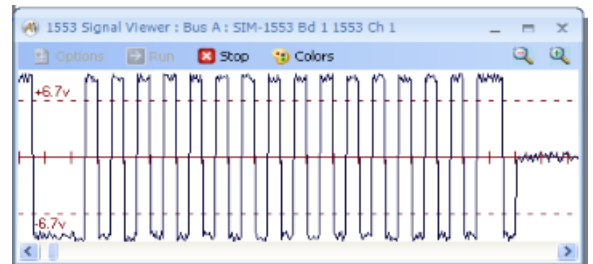 1553 Signal Viewer : Bus A : SIM-1553 Bd 1 1553 Ch 1
Options Run Stop Colors
+6.7v
-6.7v